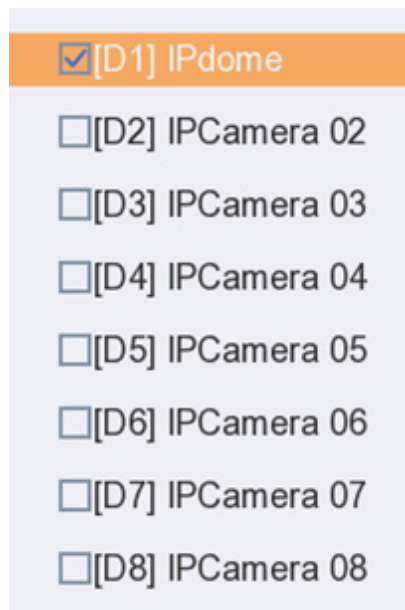 [D1] IPdome
[D2] IPCamera 02
[D3] IPCamera 03
[D4] IPCamera 04
[D5] IPCamera 05
[D6] IPCamera 06
[D7] IPCamera 07
[D8] IPCamera 08